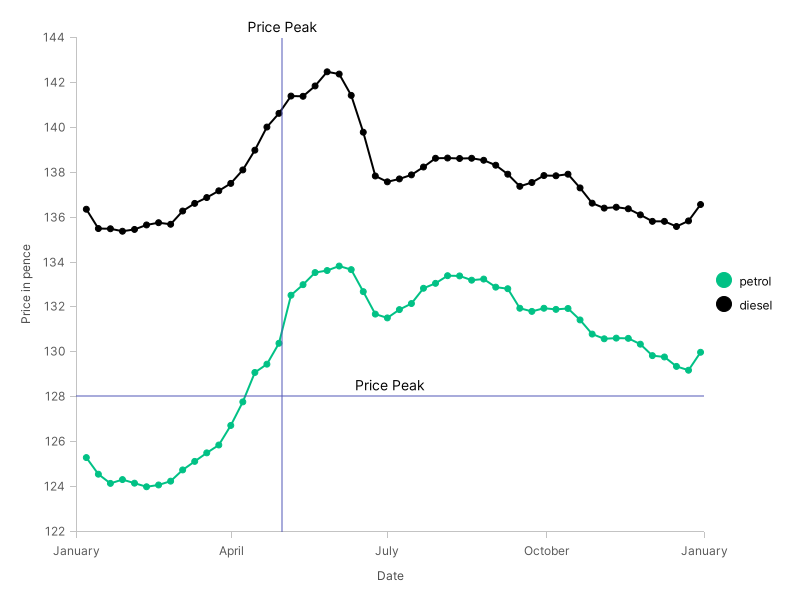 Price Peak
144
142
140
138
136
134
132
130
128
126
124
122
Price in pence
Price Peak
petrol
diesel
January
April
July
October
January
Date